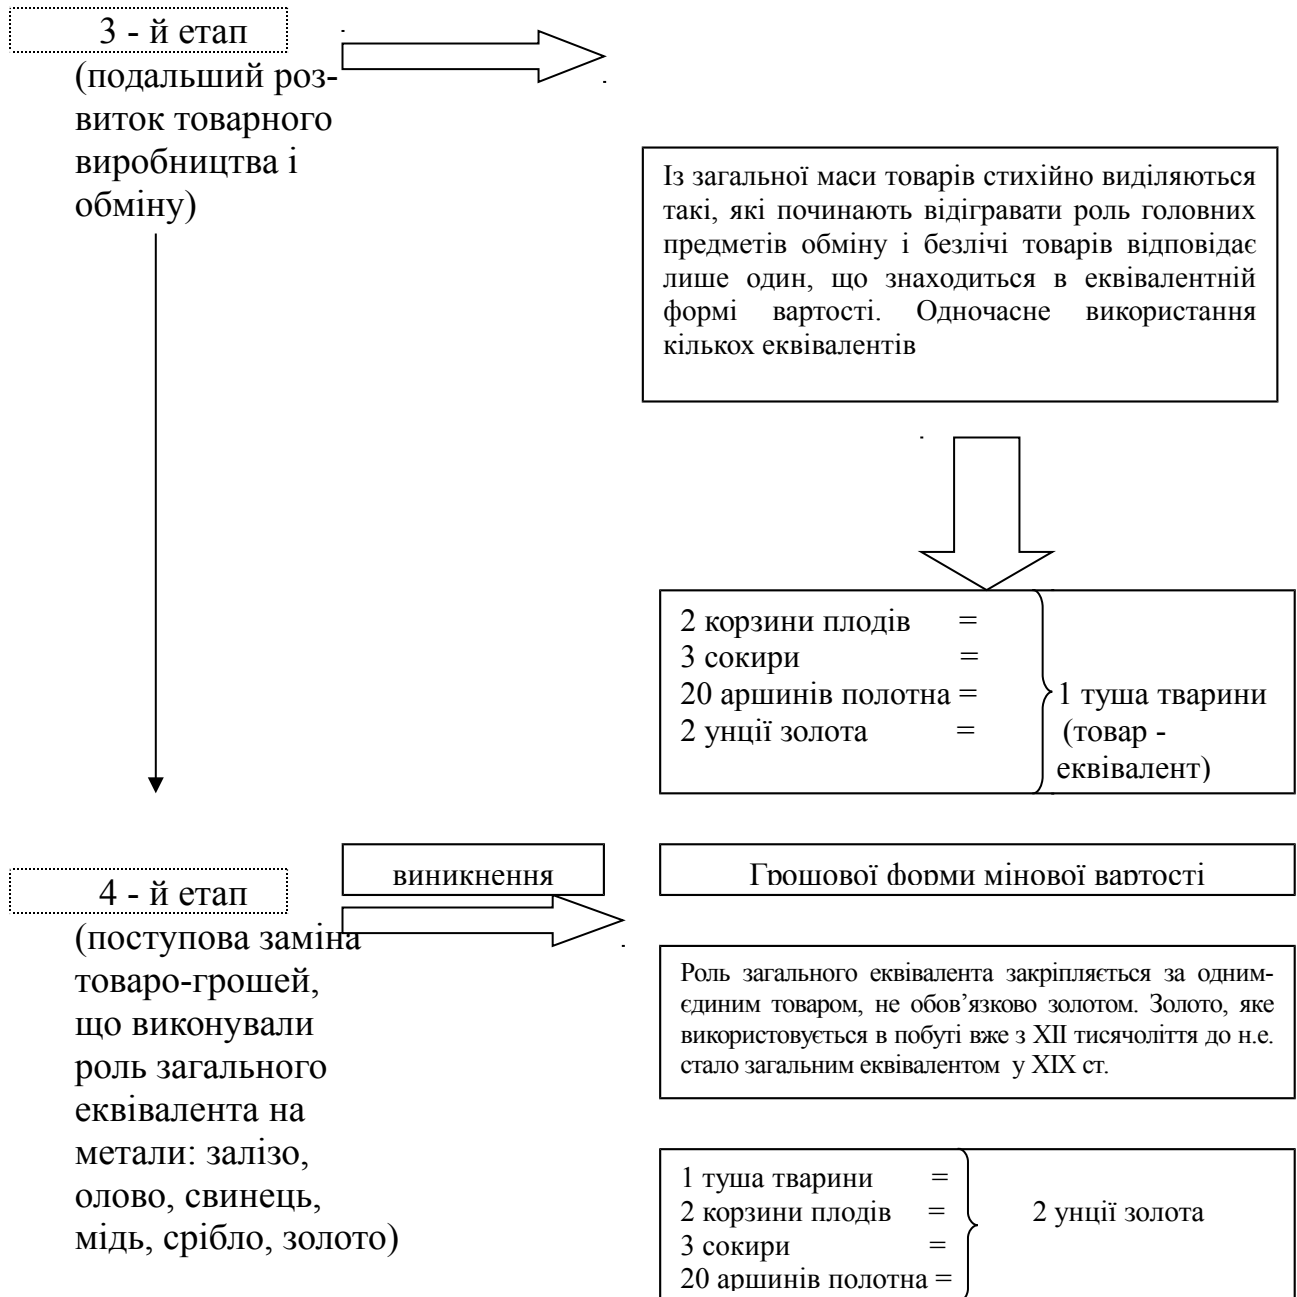 3 - й етап
(подальший роз-
виток товарного
виробництва і
обміну)
Із загальної маси товарів стихійно виділяються
такі, які починають відігравати роль головних
предметів обміну і безлічі товарів відповідає
лише один, що знаходиться в еквівалентній
формі вартості. Одночасне використання
кількох еквівалентів
2 корзини плодів =
3 сокири =
20 аршинів полотна =
2 унції золота =
1 туша тварини
(товар -
еквівалент)
4 - й етап
(поступова заміна
товаро-грошей,
що виконували
роль загального
еквівалента на
метали: залізо,
олово, свинець,
мідь, срібло, золото)
виникнення
Грошової форми мінової вартості
Роль загального еквівалента закріпляється за одним-
єдиним товаром, не обов’язково золотом. Золото, яке
використовується в побуті вже з XII тисячоліття до н.е.
стало загальним еквівалентом у XIX ст.
1 туша тварини =
2 корзини плодів =
3 сокири =
20 аршинів полотна =
2 унції золота